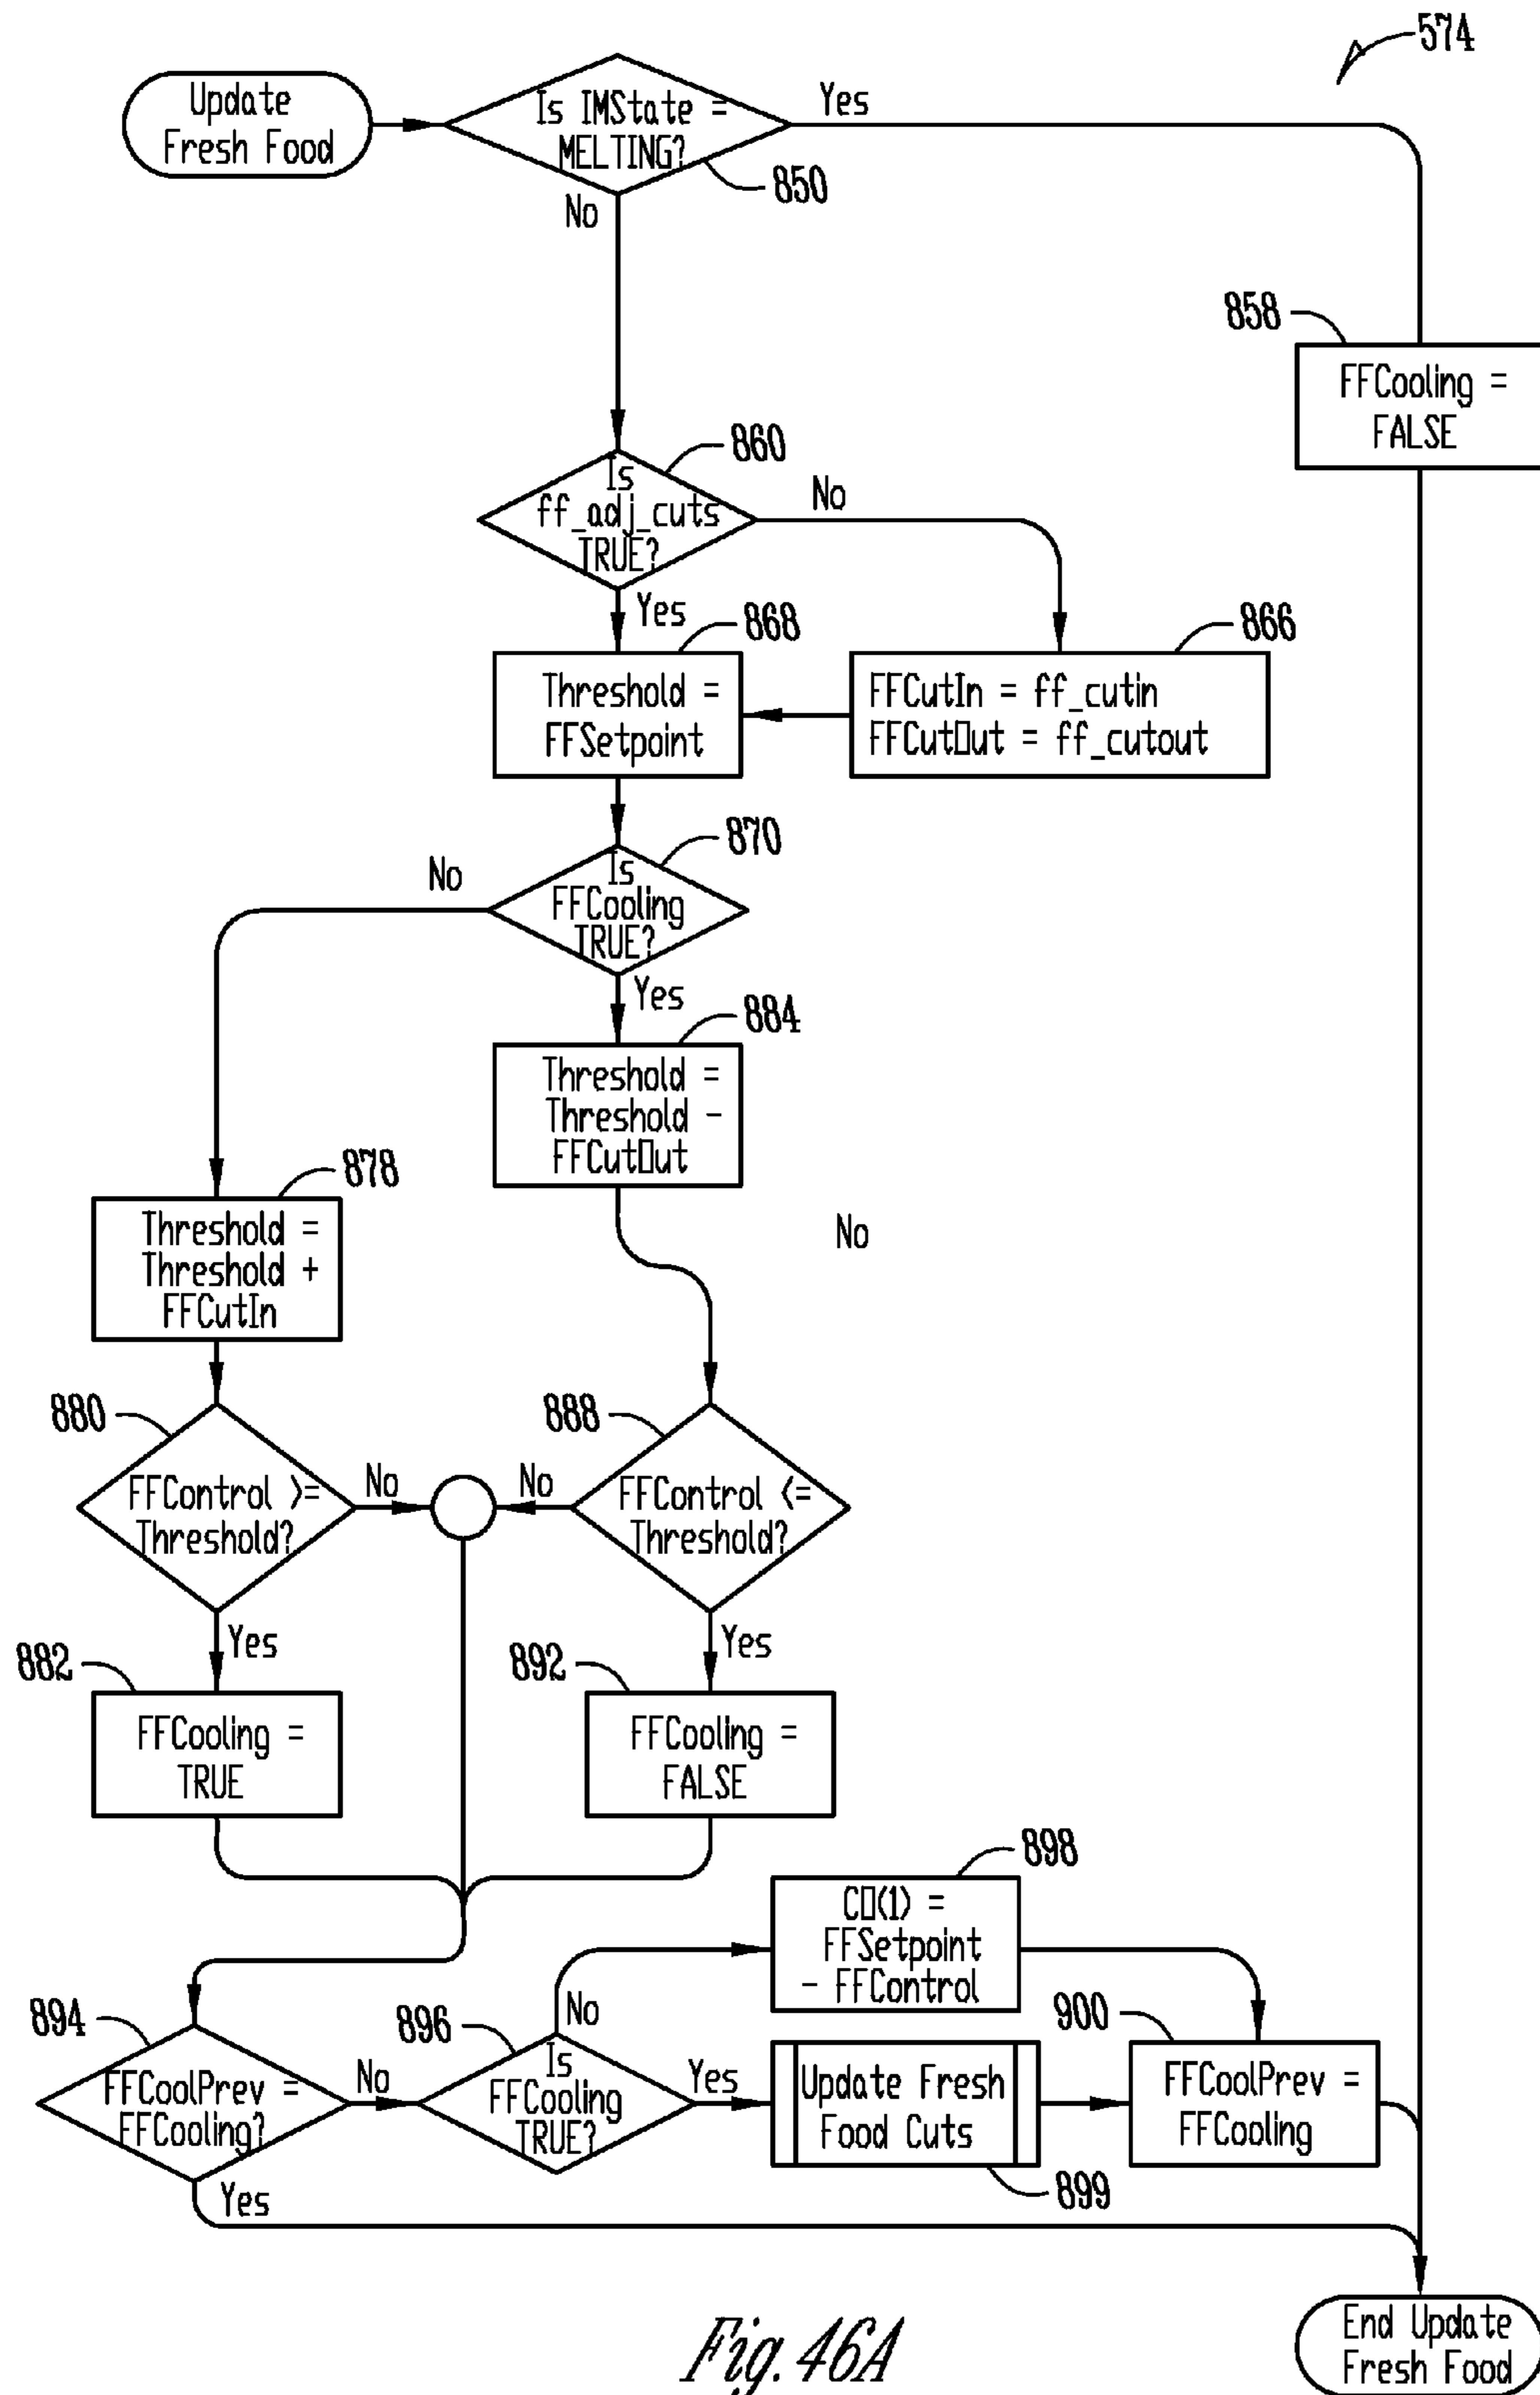 574
Update
Fresh Food
Is IMState =
MELTING?
Yes
850
No
858
FFCooling =
FALSE
860
Is
ff_adj_cuts
TRUE?
No
Yes
868
866
Threshold =
FFSetpoint
FFCutIn = ff_cutin
FFCutOut = ff_cutout
870
No
Is
FFCooling
TRUE?
Yes
884
Threshold =
Threshold -
FFCutOut
878
No
Threshold =
Threshold +
FFCutIn
880
888
FFControl >=
Threshold?
No
No
FFControl <=
Threshold?
Yes
Yes
882
892
FFCooling =
TRUE
FFCooling =
FALSE
898
CO(1) =
FFSetpoint
- FFControl
894
896
No
900
FFCoolPrev =
FFCooling?
No
Is
FFCooling
TRUE?
Yes
Update Fresh
Food Cuts
FFCoolPrev =
FFCooling
899
Yes
End Update
Fresh Food
Fig. 46A